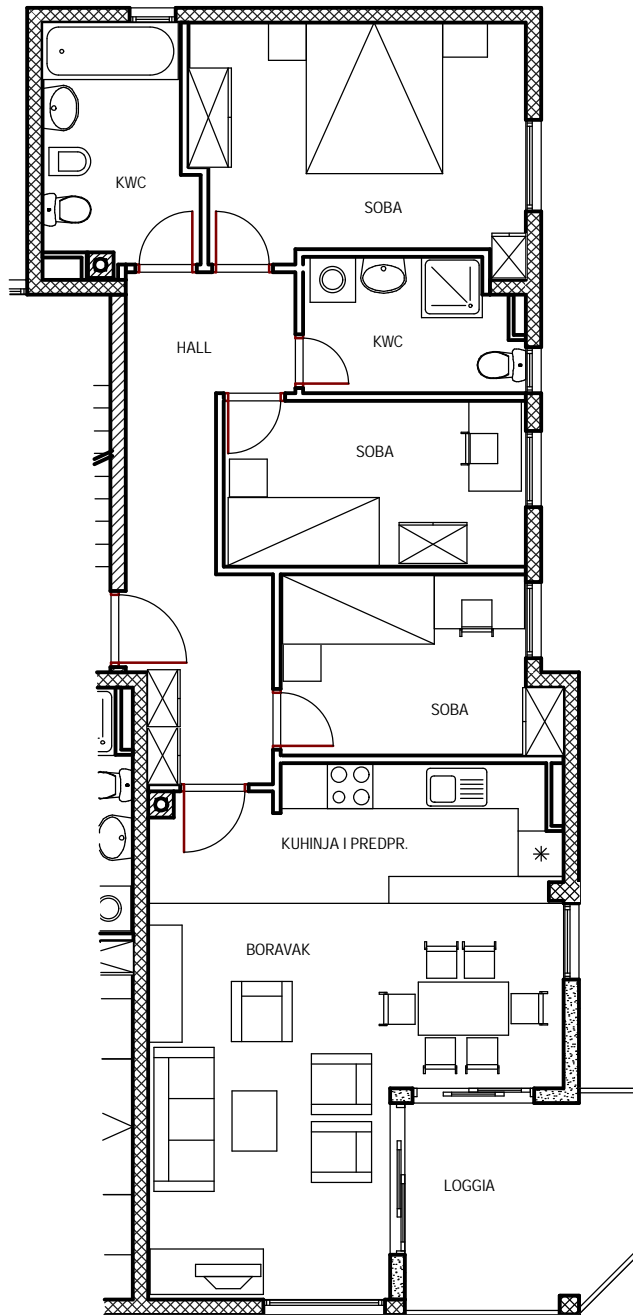 KWC
SOBA
HALL
KWC
SOBA
SOBA
KUHINJA I PREDPR.
BORAVAK
LOGGIA